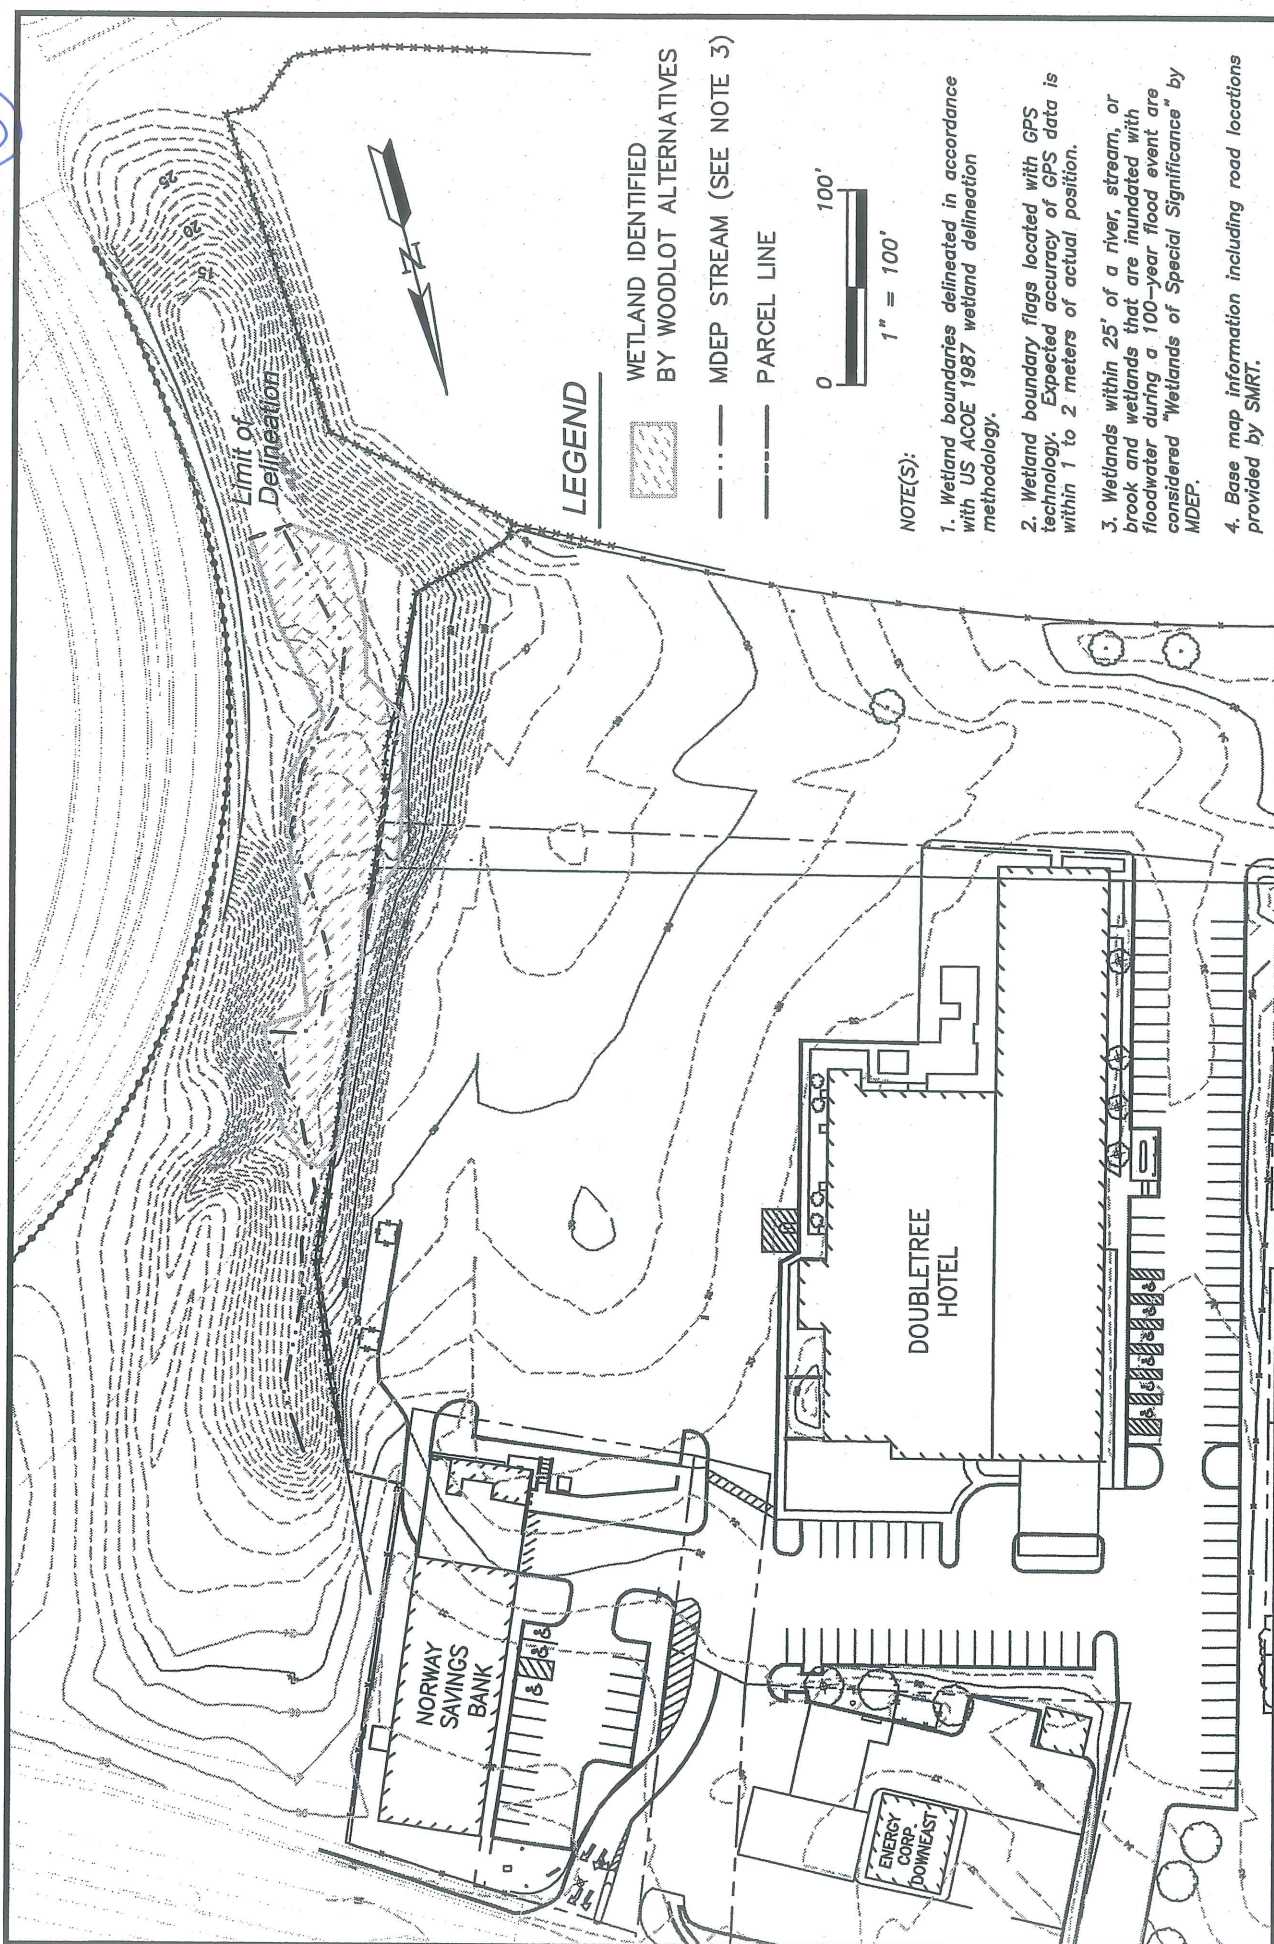 Limit of
Delineation
25
20
15
N
LEGEND
WETLAND IDENTIFIED
BY WOODLOT ALTERNATIVES
MDEP STREAM (SEE NOTE 3)
PARCEL LINE
0
100'
1" = 100'
NOTE(S):
1. Wetland boundaries delineated in accordance
with US ACOE 1987 wetland delineation
methodology.
2. Wetland boundary flags located with GPS
technology. Expected accuracy of GPS data is
within 1 to 2 meters of actual position.
3. Wetlands within 25' of a river, stream, or
brook and wetlands that are inundated with
floodwater during a 100-year flood event are
considered "Wetlands of Special Significance" by
MDEP.
4. Base map information including road locations
provided by SMRT.
NORWAY
SAVINGS
BANK
DOUBLETREE
HOTEL
ENERGY
CORP.
DOWNEAST